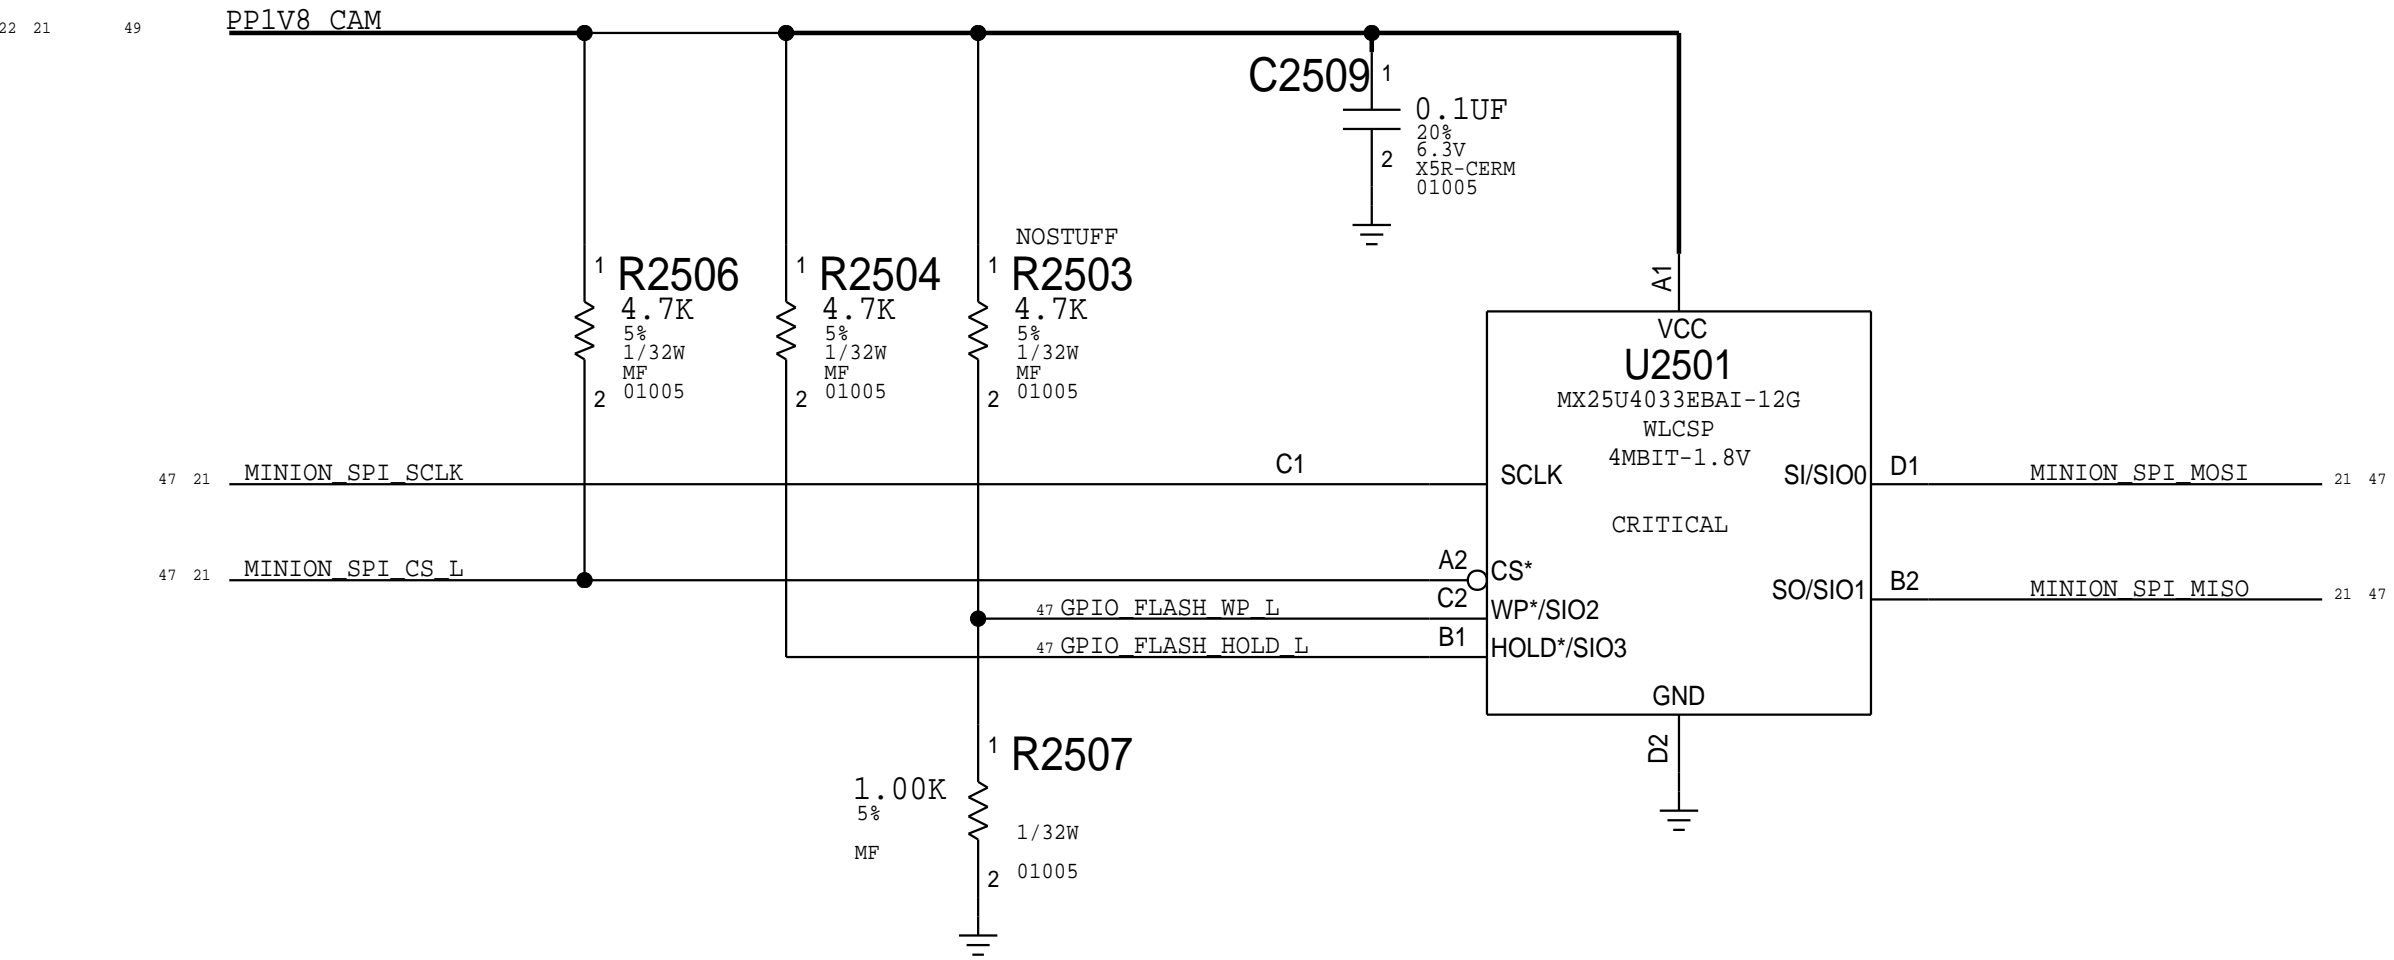 22 21 49 PP1V8_CAM
C2509 1
0.1UF
20%
6.3V
2 X5R-CERM
01005
NOSTUFF
1 R2506
4.7K
5%
1/32W
MF
2 01005
1 R2504
4.7K
5%
1/32W
MF
2 01005
1 R2503
4.7K
5%
1/32W
MF
2 01005
A1
VCC
U2501
MX25U4033EBAI-12G
WLCSP
4MBIT-1.8V
CRITICAL
47 21 MINION_SPI_SCLK C1 SCLK
SI/SIO0 D1 MINION_SPI_MOSI 21 47
47 21 MINION_SPI_CS_L A2 CS*
47 GPIO_FLASH_WP_L C2 WP*/SIO2
SO/SIO1 B2 MINION_SPI_MISO 21 47
47 GPIO_FLASH_HOLD_L B1 HOLD*/SIO3
GND
D2
1 R2507
1.00K
5%
1/32W
MF
2 01005